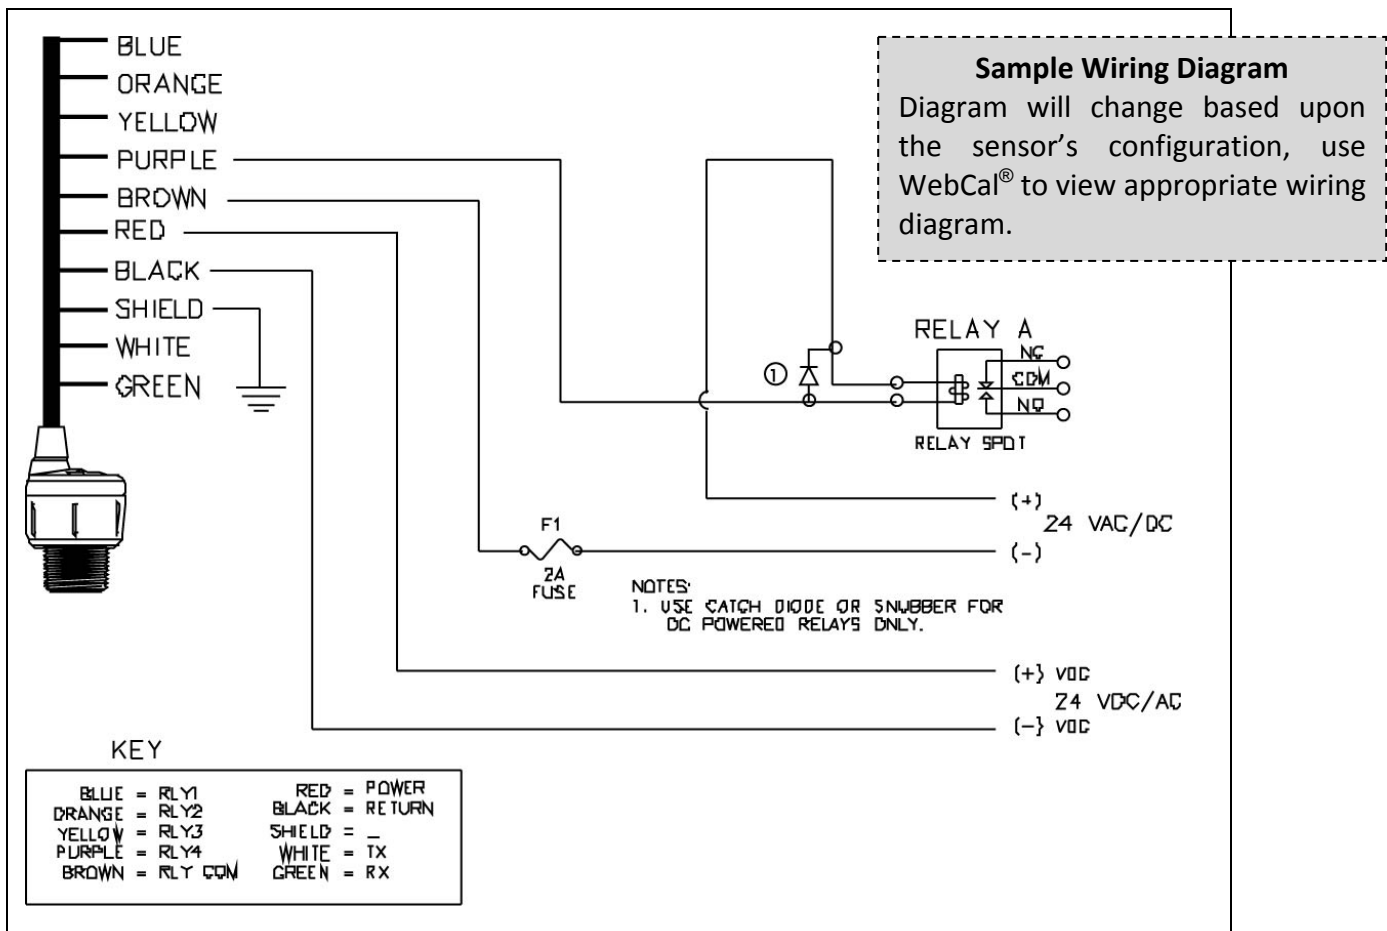 BLUE
ORANGE
YELLOW
PURPLE
BROWN
RED
BLACK
SHIELD
WHITE
GREEN
Sample Wiring Diagram
Diagram will change based upon
the sensor’s configuration, use
WebCal® to view appropriate wiring
diagram.
RELAY A
NC
COM
NO
1
RELAY SPDT
(+)
24 VAC/DC
(-)
F1
2A
FUSE
NOTES:
1. USE CATCH DIODE OR SNUBBER FOR
DC POWERED RELAYS ONLY.
(+) VDC
24 VDC/AC
(-) VDC
KEY
BLUE = RLY1
ORANGE = RLY2
YELLOW = RLY3
PURPLE = RLY4
BROWN = RLY COM
RED = POWER
BLACK = RETURN
SHIELD = _
WHITE = TX
GREEN = RX